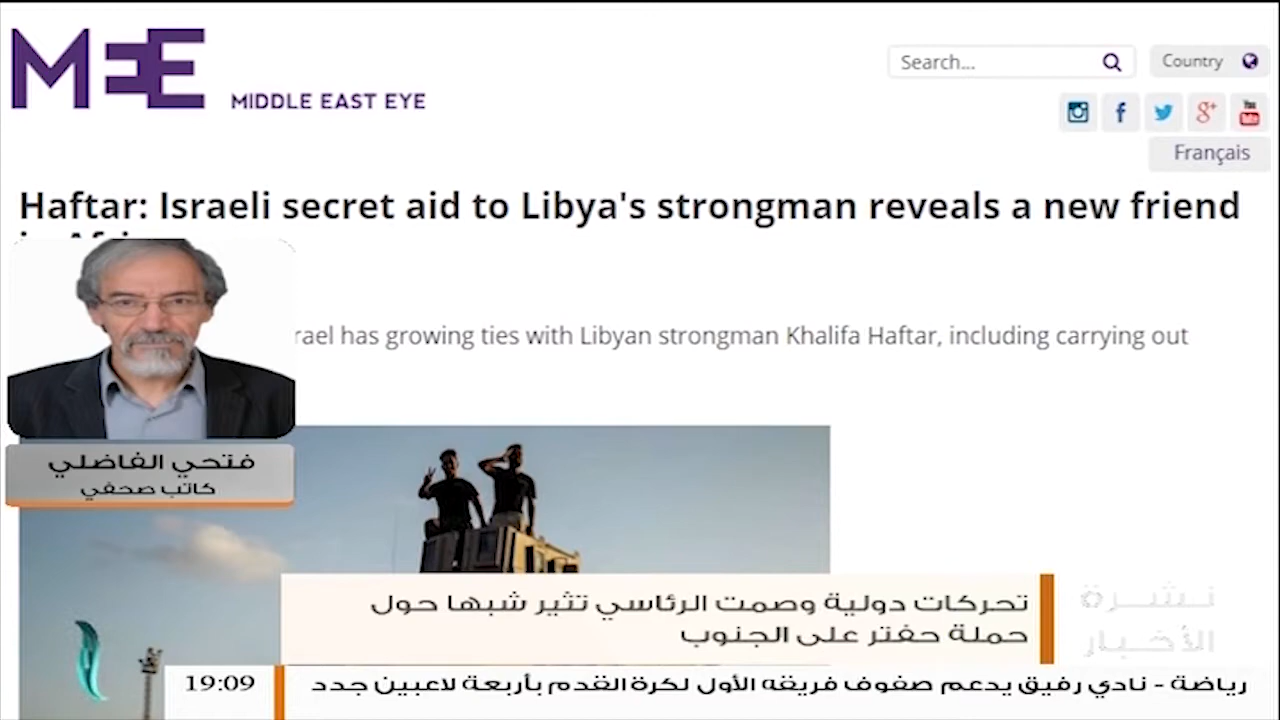 MEE
MIDDLE EAST EYE
Search...
Country
Français
Haftar: Israeli secret aid to Libya's strongman reveals a new friend
rael has growing ties with Libyan strongman Khalifa Haftar, including carrying out
فتحي الفاضلي
كاتب صحفي
تحركات دولية وصمت الرئاسي تثير شبها حول
حملة حفتر على الجنوب
نشرة
الأخبار
19:09
رياضة - نادي رفيق يدعم صفوف فريقه الأول لكرة القدم بأربعة لاعبين جدد